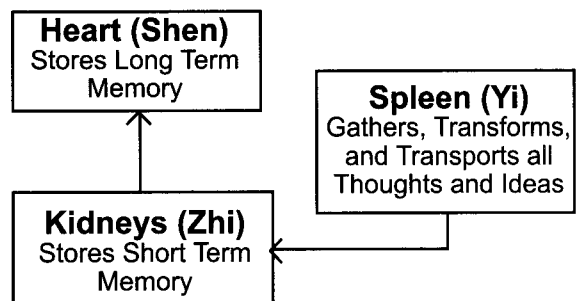 Heart (Shen)
Stores Long Term
Memory
Spleen (Yi)
Gathers, Transforms,
and Transports all
Thoughts and Ideas
Kidneys (Zhi)
Stores Short Term
Memory